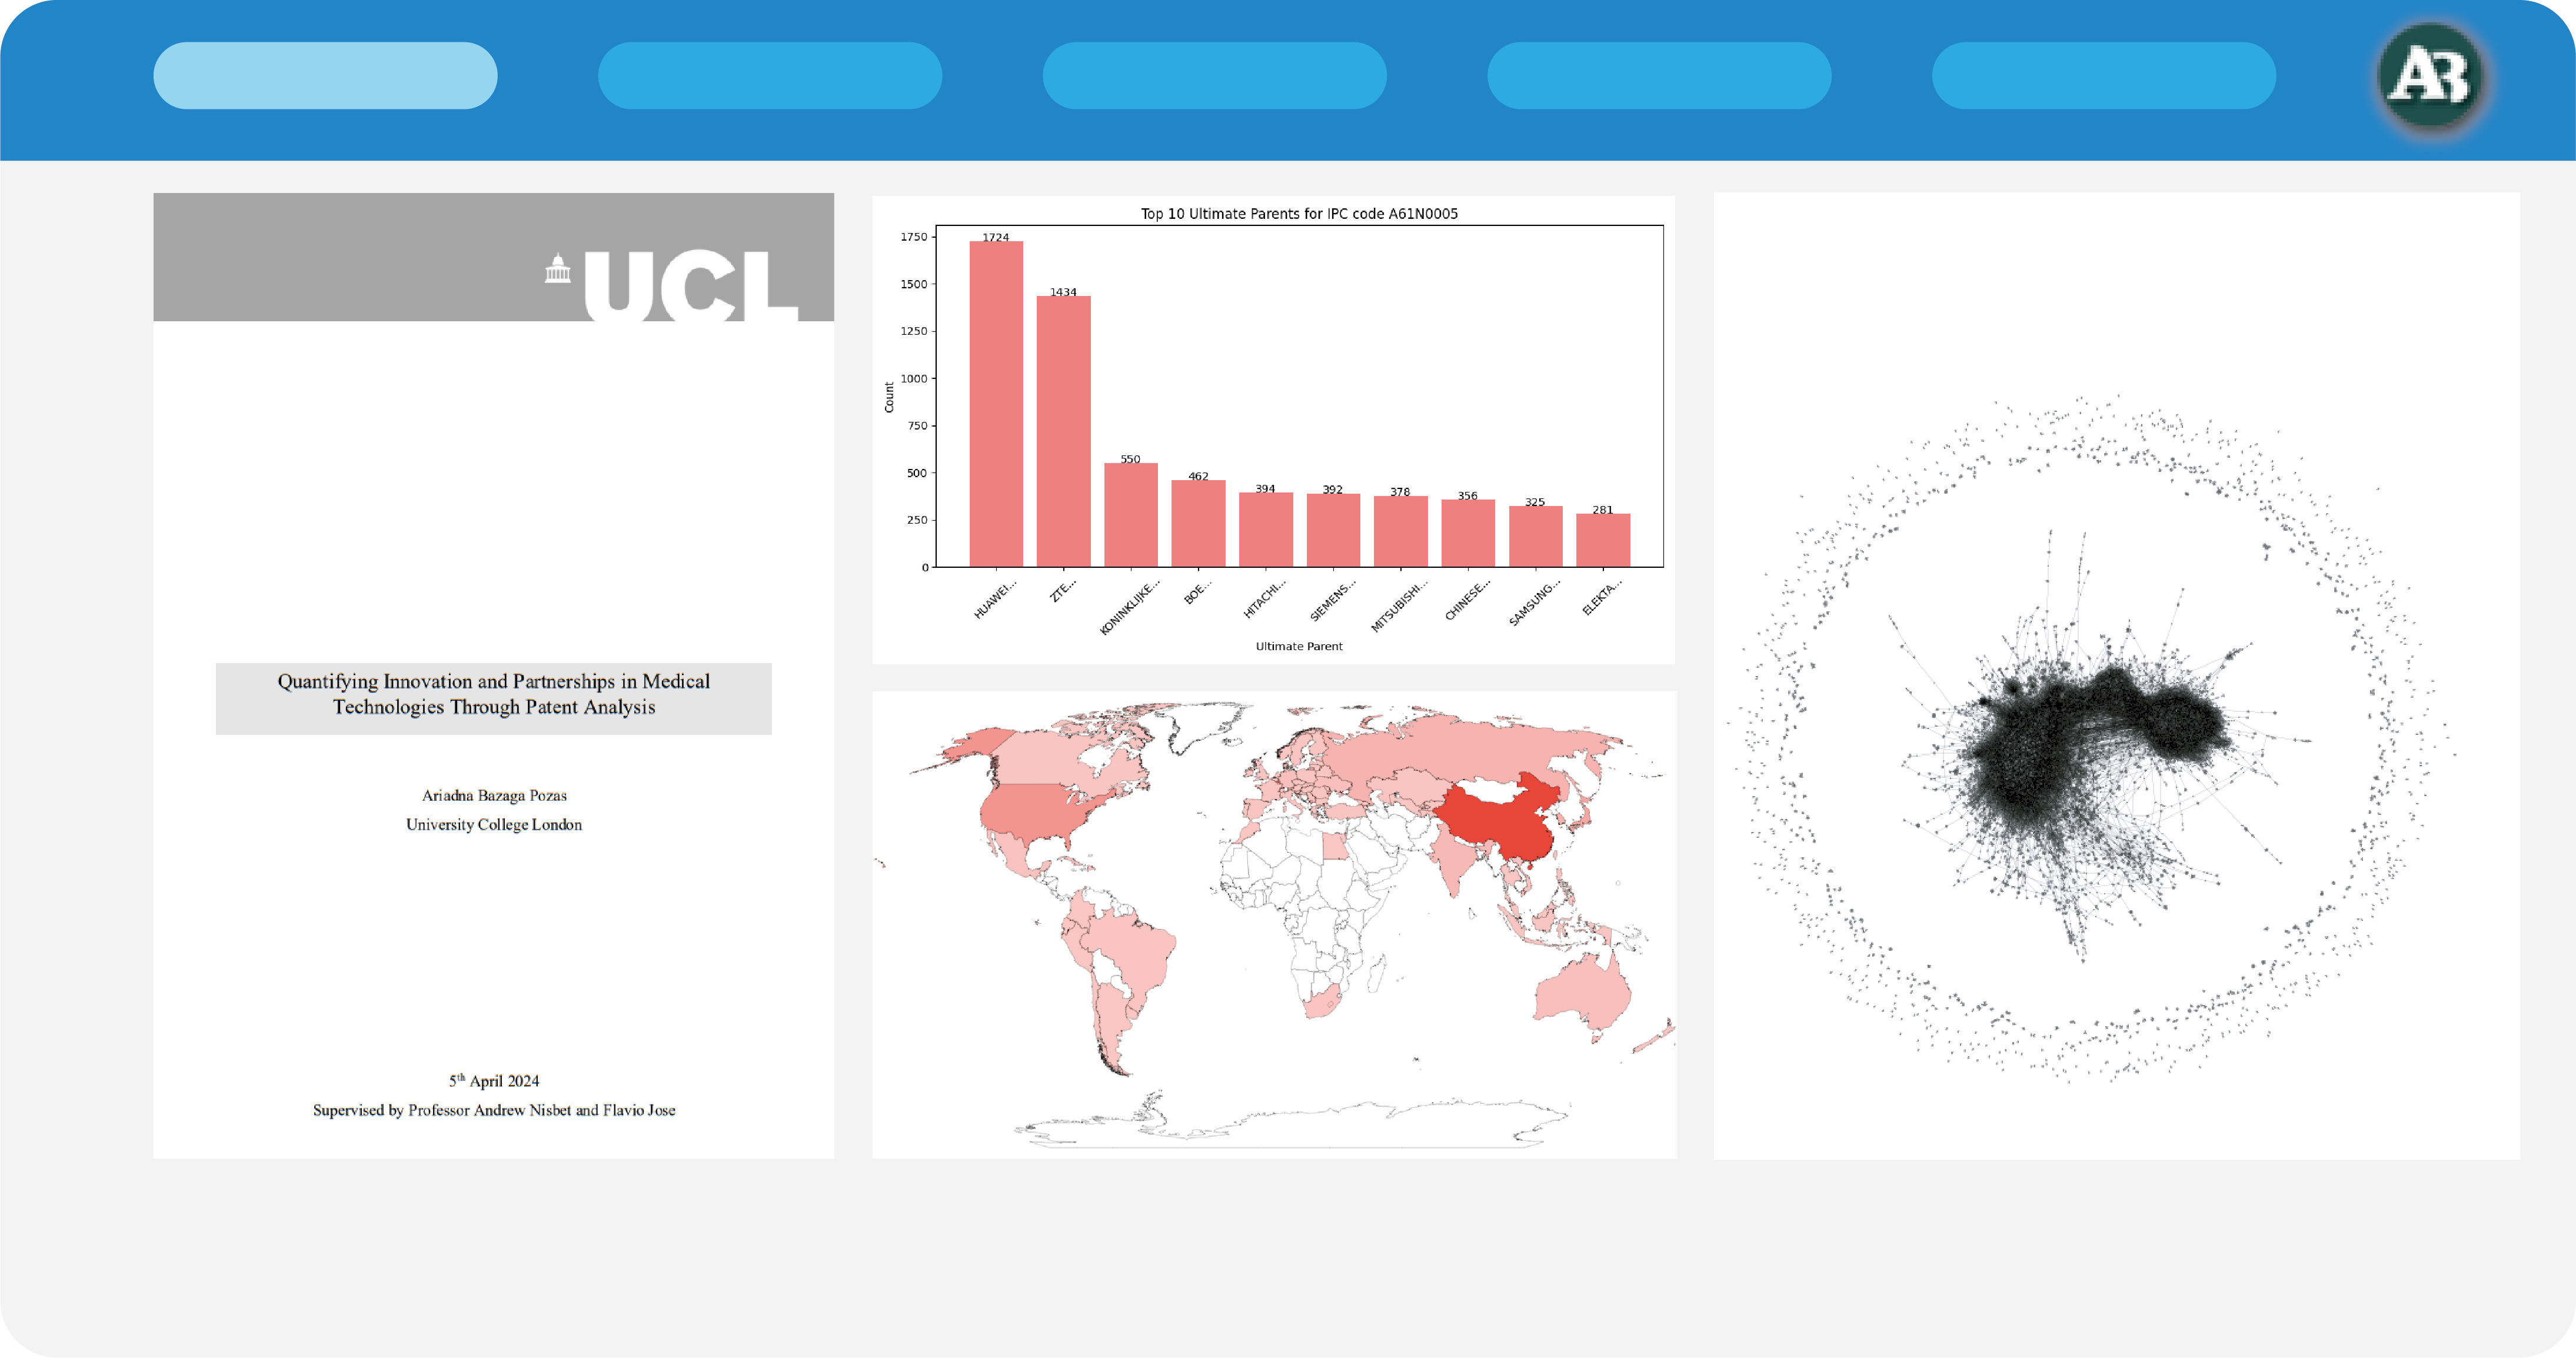 AB
UCL
Quantifying Innovation and Partnerships in Medical
Technologies Through Patent Analysis
Ariadna Bazaga Pozas
University College London
5th April 2024
Supervised by Professor Andrew Nisbet and Flavio Jose
Top 10 Ultimate Parents for IPC code A61N0005
Count
1750
1500
1250
1000
750
500
250
0
1724
1434
550
462
394
392
378
356
325
281
HUAWEI...
ZTE...
KONINKLIJKE...
BOE...
HITACHI...
SIEMENS...
MITSUBISHI...
CHINESE...
SAMSUNG...
ELEKTA...
Ultimate Parent